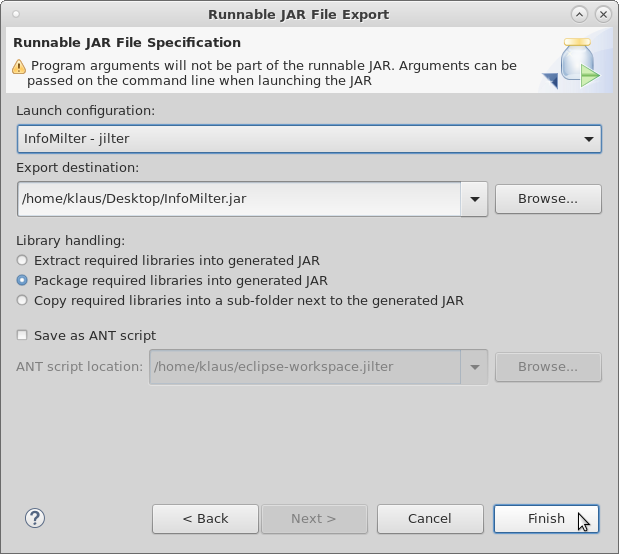 Runnable JAR File Export
Runnable JAR File Specification
Program arguments will not be part of the runnable JAR. Arguments can be
passed on the command line when launching the JAR
Launch configuration:
InfoMilter - jilter
Export destination:
/home/klaus/Desktop/InfoMilter.jar
Browse...
Library handling:
Extract required libraries into generated JAR
Package required libraries into generated JAR
Copy required libraries into a sub-folder next to the generated JAR
Save as ANT script
ANT script location:
/home/klaus/eclipse-workspace.jilter
Browse...
?
< Back
Next >
Cancel
Finish